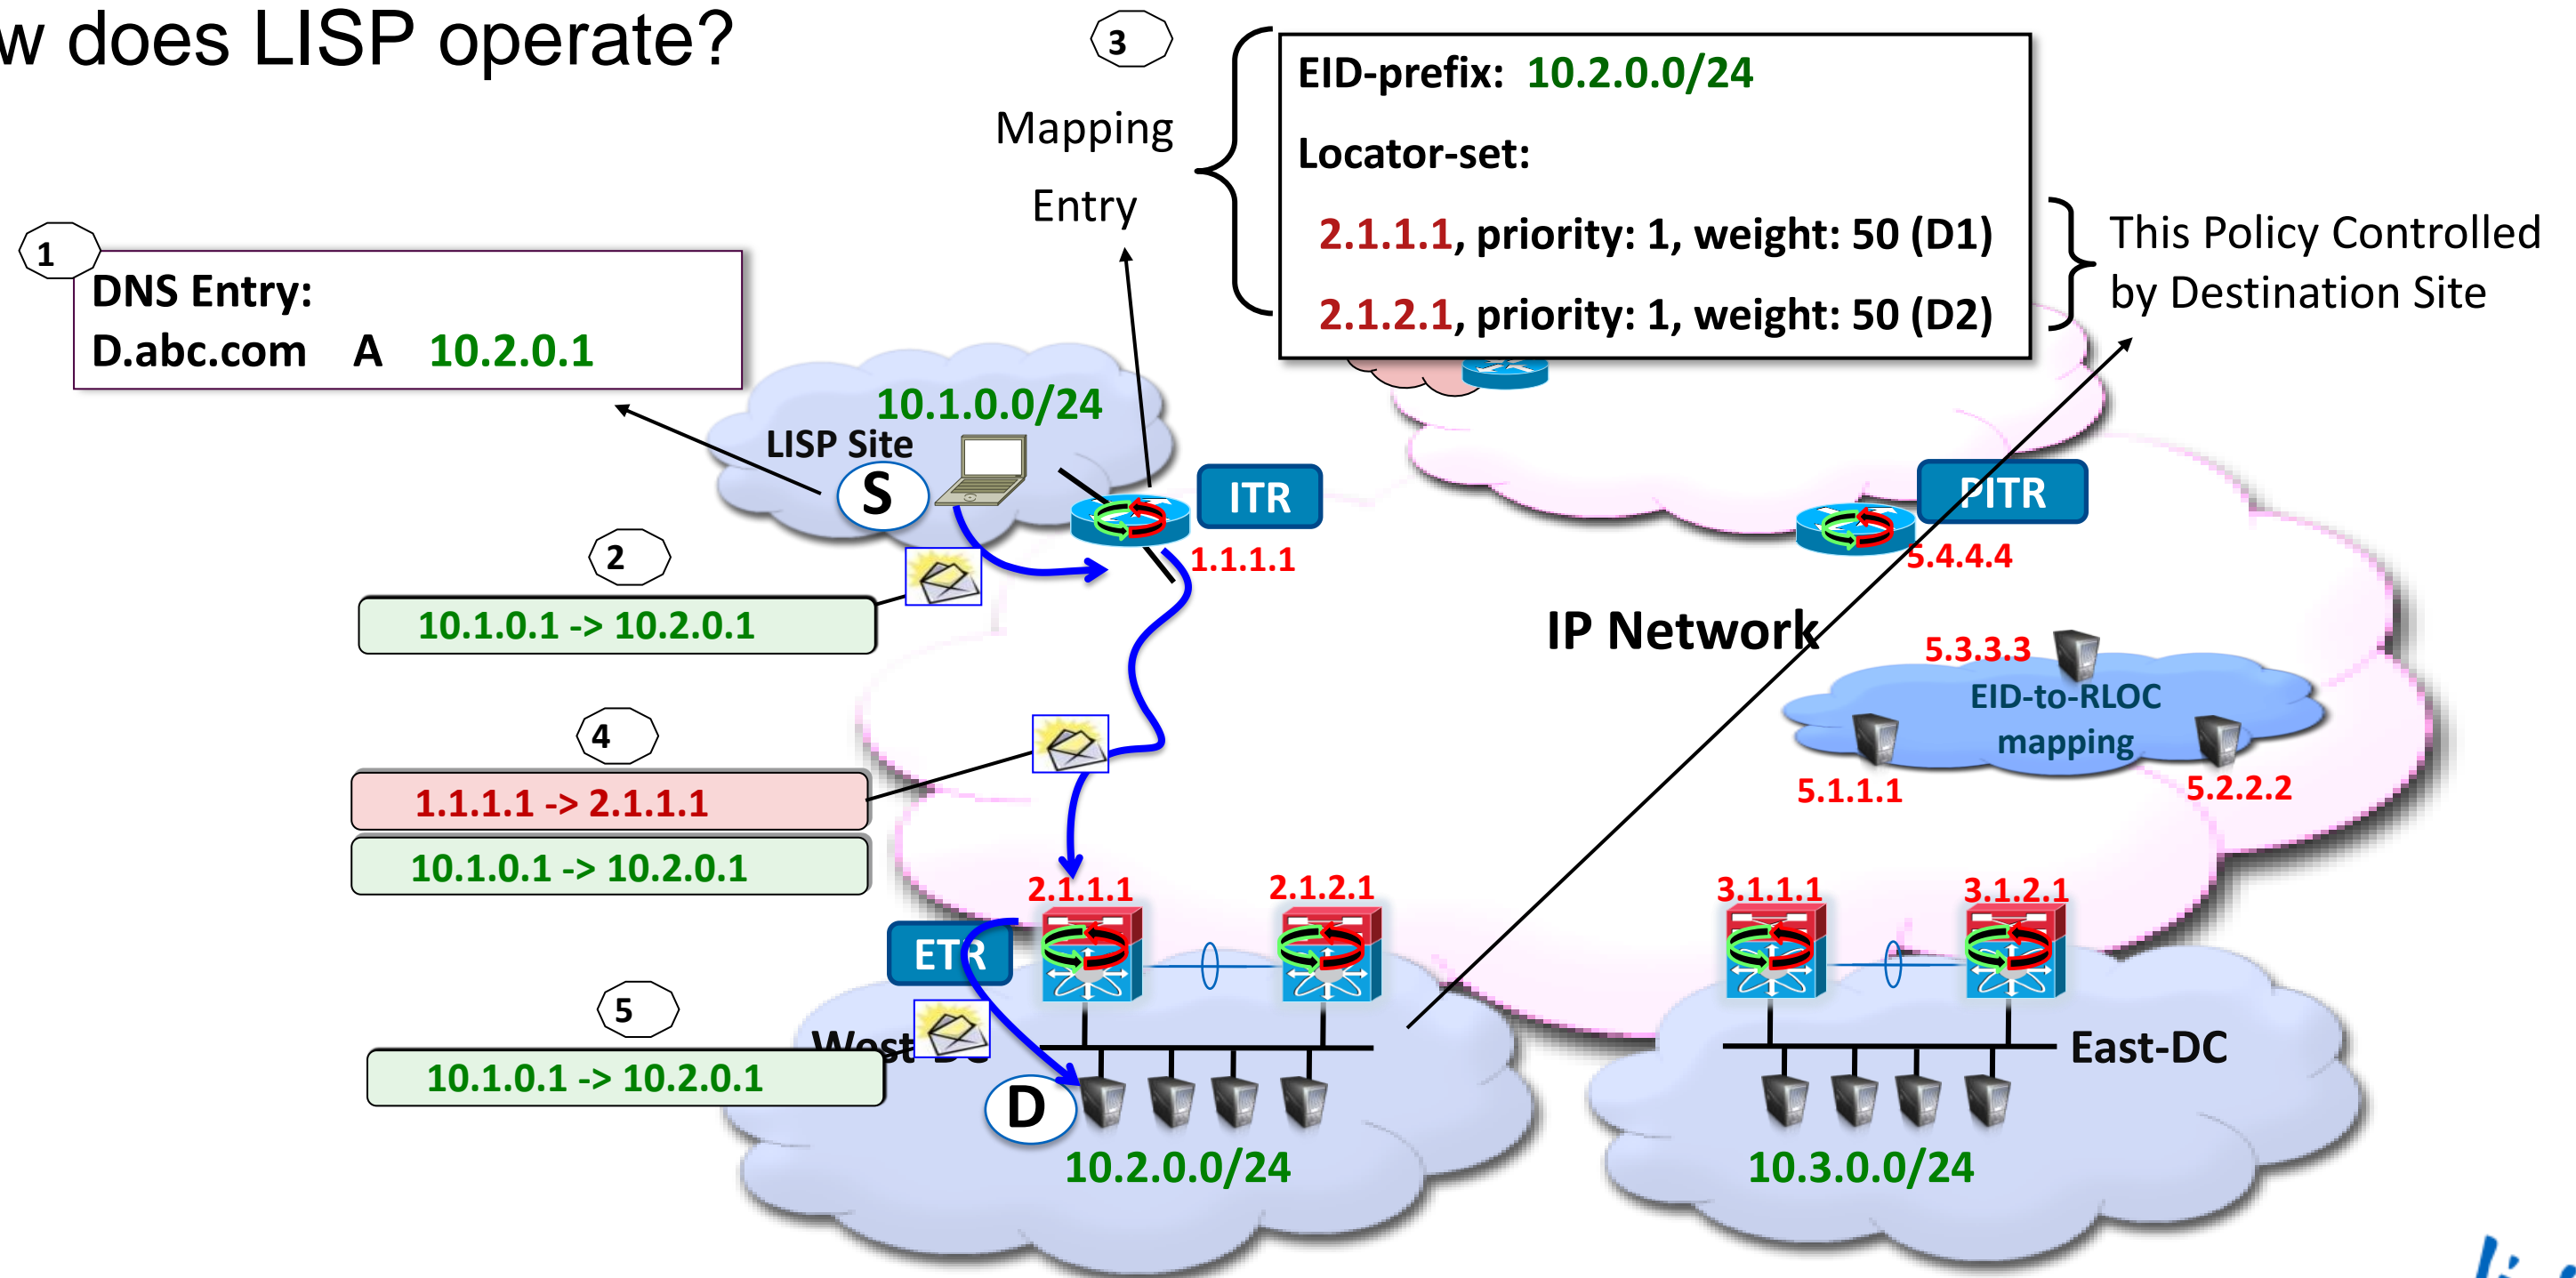 w does LISP operate?
3
EID-prefix: 10.2.0.0/24
Mapping
Entry
Locator-set:
2.1.1.1, priority: 1, weight: 50 (D1)
2.1.2.1, priority: 1, weight: 50 (D2)
This Policy Controlled
by Destination Site
1
DNS Entry:
D.abc.com A 10.2.0.1
10.1.0.0/24
LISP Site
S
ITR
1.1.1.1
PITR
5.4.4.4
2
10.1.0.1 -> 10.2.0.1
IP Network
5.3.3.3
EID-to-RLOC
mapping
5.1.1.1
5.2.2.2
4
1.1.1.1 -> 2.1.1.1
10.1.0.1 -> 10.2.0.1
2.1.1.1
2.1.2.1
3.1.1.1
3.1.2.1
ETR
5
10.1.0.1 -> 10.2.0.1
West
D
10.2.0.0/24
East-DC
10.3.0.0/24